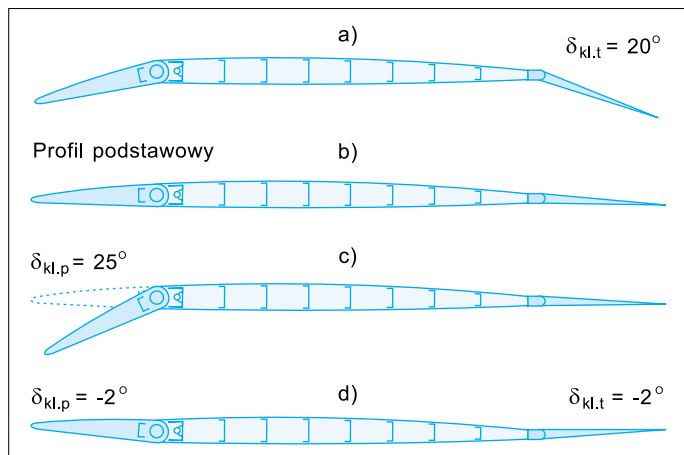 a)
δkl.t = 20°
Profil podstawowy
b)
δkl.p = 25°
c)
δkl.p = -2°
d)
δkl.t = -2°